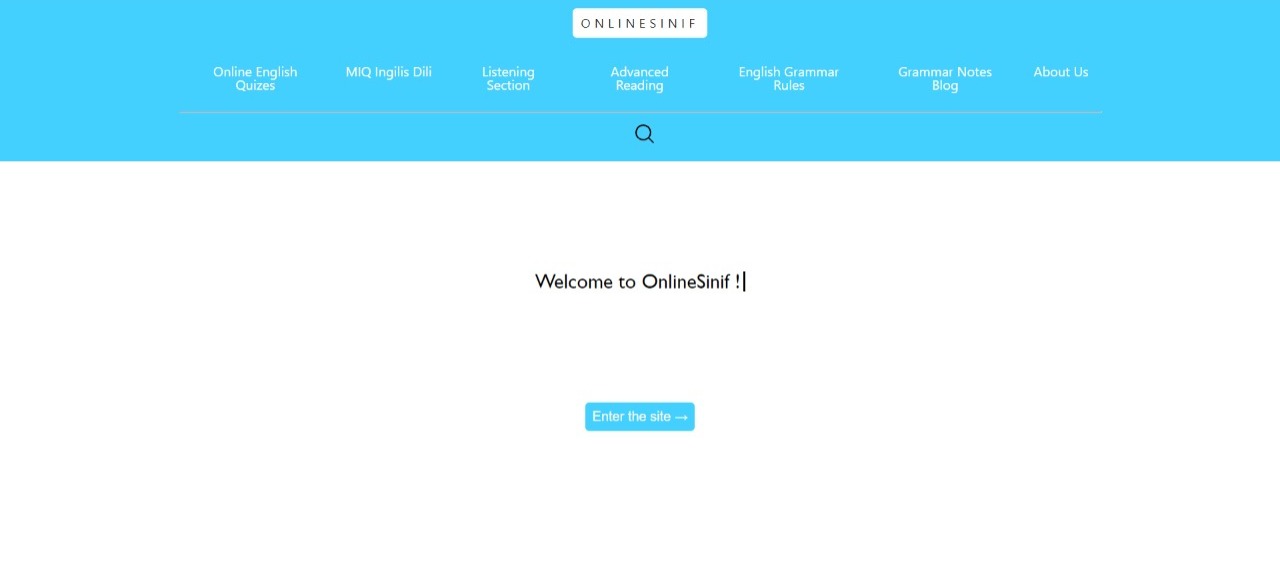 ONLINESINIF
Online English
Quizes
MIQ Ingilis Dili
Listening
Section
Advanced
Reading
English Grammar
Rules
Grammar Notes
Blog
About Us
Welcome to OnlineSinif !
Enter the site →